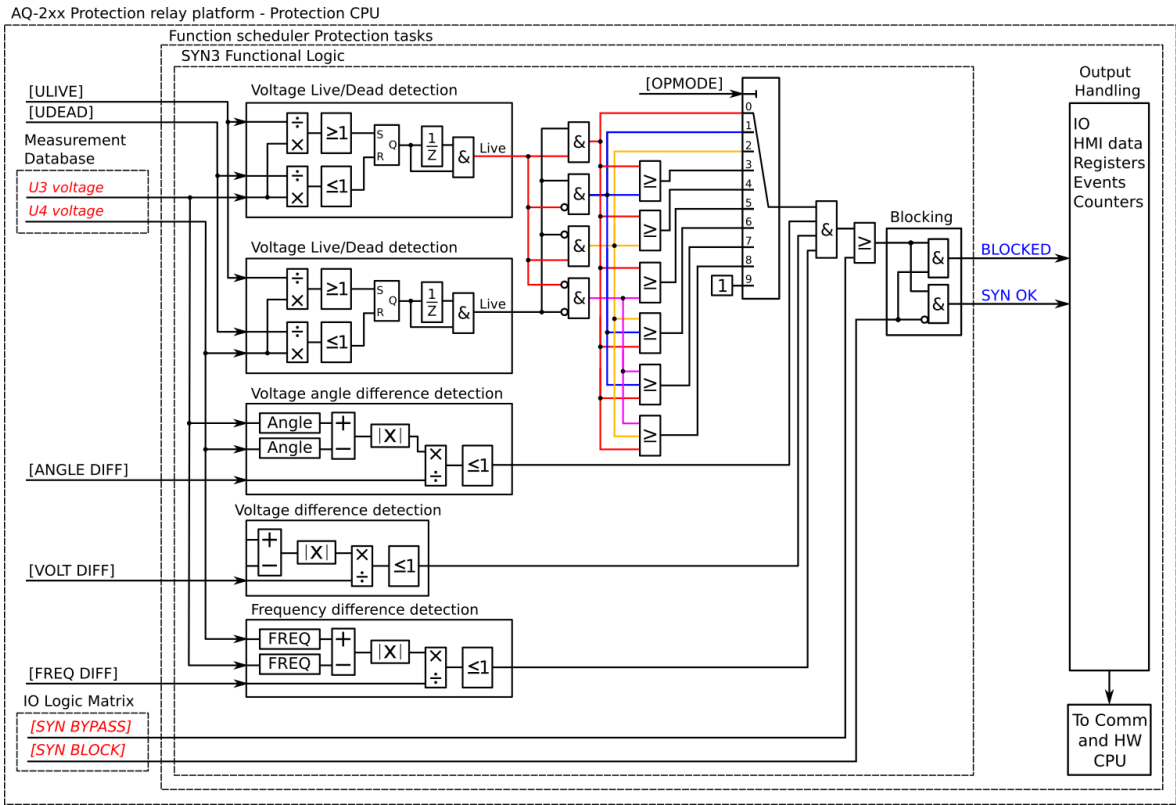 AQ-2xx Protection relay platform - Protection CPU
Function scheduler Protection tasks
SYN3 Functional Logic
[ULIVE]
[UDEAD]
Measurement
Database
U3 voltage
U4 voltage
Voltage Live/Dead detection
÷
×
≥1
÷
×
≤1
S
R
Q
1
Z
&
Live
Voltage Live/Dead detection
÷
×
≥1
÷
×
≤1
S
R
Q
1
Z
&
Live
&
&
&
&
≥
≥
≥
≥
≥
≥
[OPMODE]
0
1
2
3
4
5
6
7
8
9
1
&
≥
Blocking
&
&
BLOCKED
SYN OK
Output
Handling
IO
HMI data
Registers
Events
Counters
To Comm
and HW
CPU
Voltage angle difference detection
Angle
Angle
+
−
|X|
×
÷
≤1
[ANGLE DIFF]
Voltage difference detection
+
−
|X|
×
÷
≤1
[VOLT DIFF]
Frequency difference detection
FREQ
FREQ
+
−
|X|
×
÷
≤1
[FREQ DIFF]
IO Logic Matrix
[SYN BYPASS]
[SYN BLOCK]